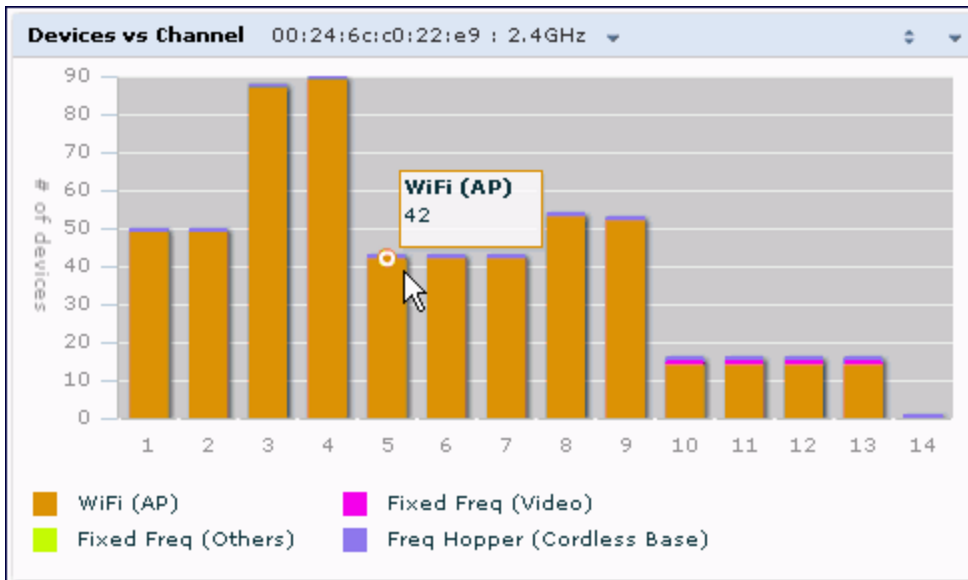 Devices vs Channel 00:24:6c:c0:22:e9 : 2.4GHz
90
80
70
60
50
40
30
20
10
0
# of devices
WiFi (AP)
42
1 2 3 4 5 6 7 8 9 10 11 12 13 14
WiFi (AP) Fixed Freq (Video)
Fixed Freq (Others) Freq Hopper (Cordless Base)